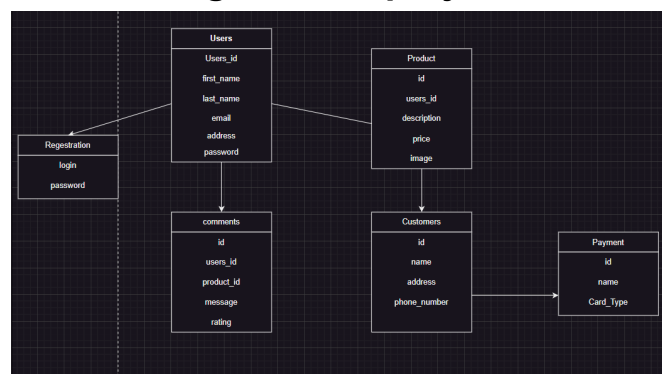 Users
Users_id
first_name
last_name
email
address
password
Product
id
users_id
description
price
image
Regestration
login
password
comments
id
users_id
product_id
message
rating
Customers
id
name
address
phone_number
Payment
id
name
Card_Type